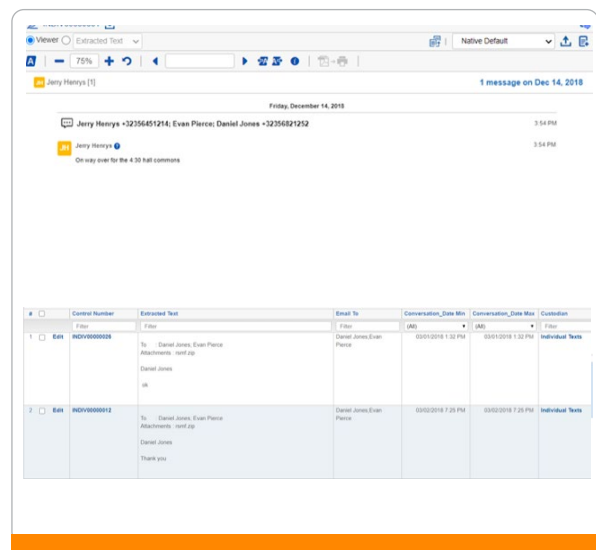 Viewer Extracted Text Native Default
A 75%
JH Jerry Henrys [1] 1 message on Dec 14, 2018
Friday, December 14, 2018
Jerry Henrys +32356451214; Evan Pierce; Daniel Jones +32356821252 3:54 PM
JH Jerry Henrys 3:54 PM
On way over for the 4:30 hall commons
# Control Number Extracted Text Email To Conversation_Date Min Conversation_Date Max Custodian
Filter Filter Filter (All) (All) Filter
1 Edit INDIV00000026 Daniel Jones;Evan 03/01/2018 1:32 PM 03/01/2018 1:32 PM Individual Texts
To : Daniel Jones; Evan Pierce Pierce
Attachments : rsmf.zip
Daniel Jones
ok
2 Edit INDIV00000012 Daniel Jones;Evan 03/02/2018 7:25 PM 03/02/2018 7:25 PM Individual Texts
To : Daniel Jones; Evan Pierce Pierce
Attachments : rsmf.zip
Daniel Jones
Thank you